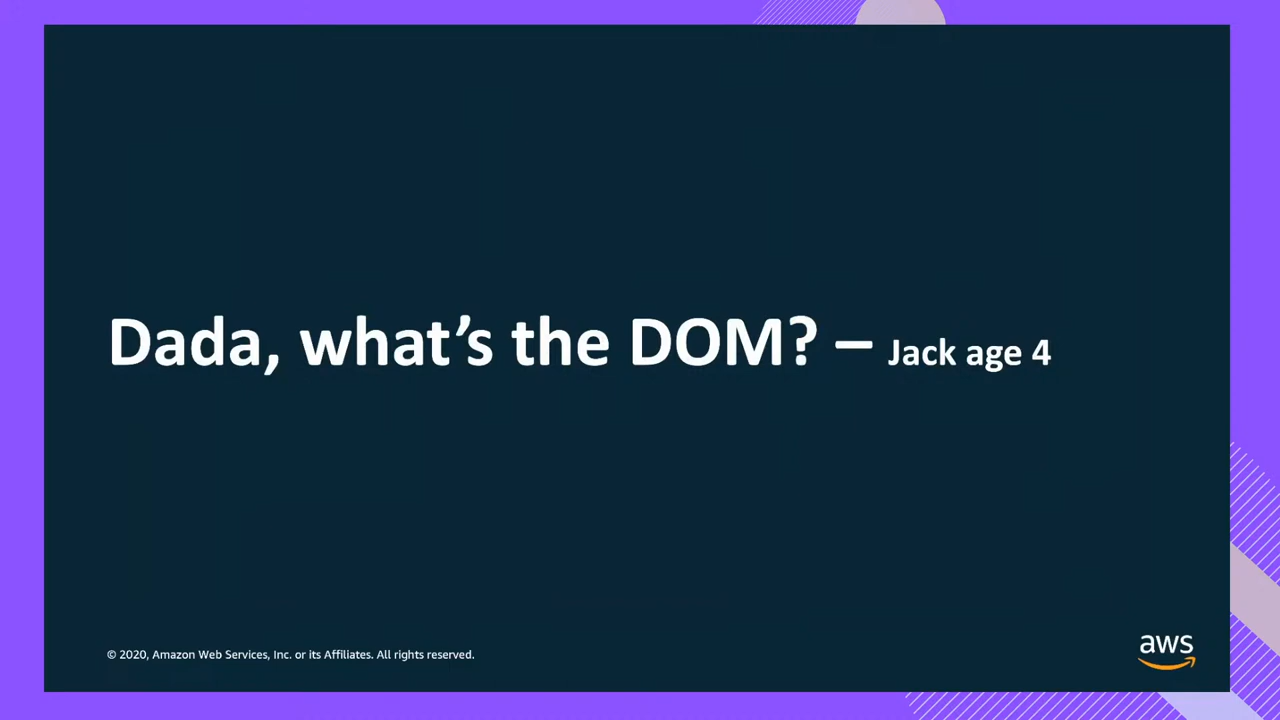 Dada, what’s the DOM? – Jack age 4
© 2020, Amazon Web Services, Inc. or its Affiliates. All rights reserved.
aws